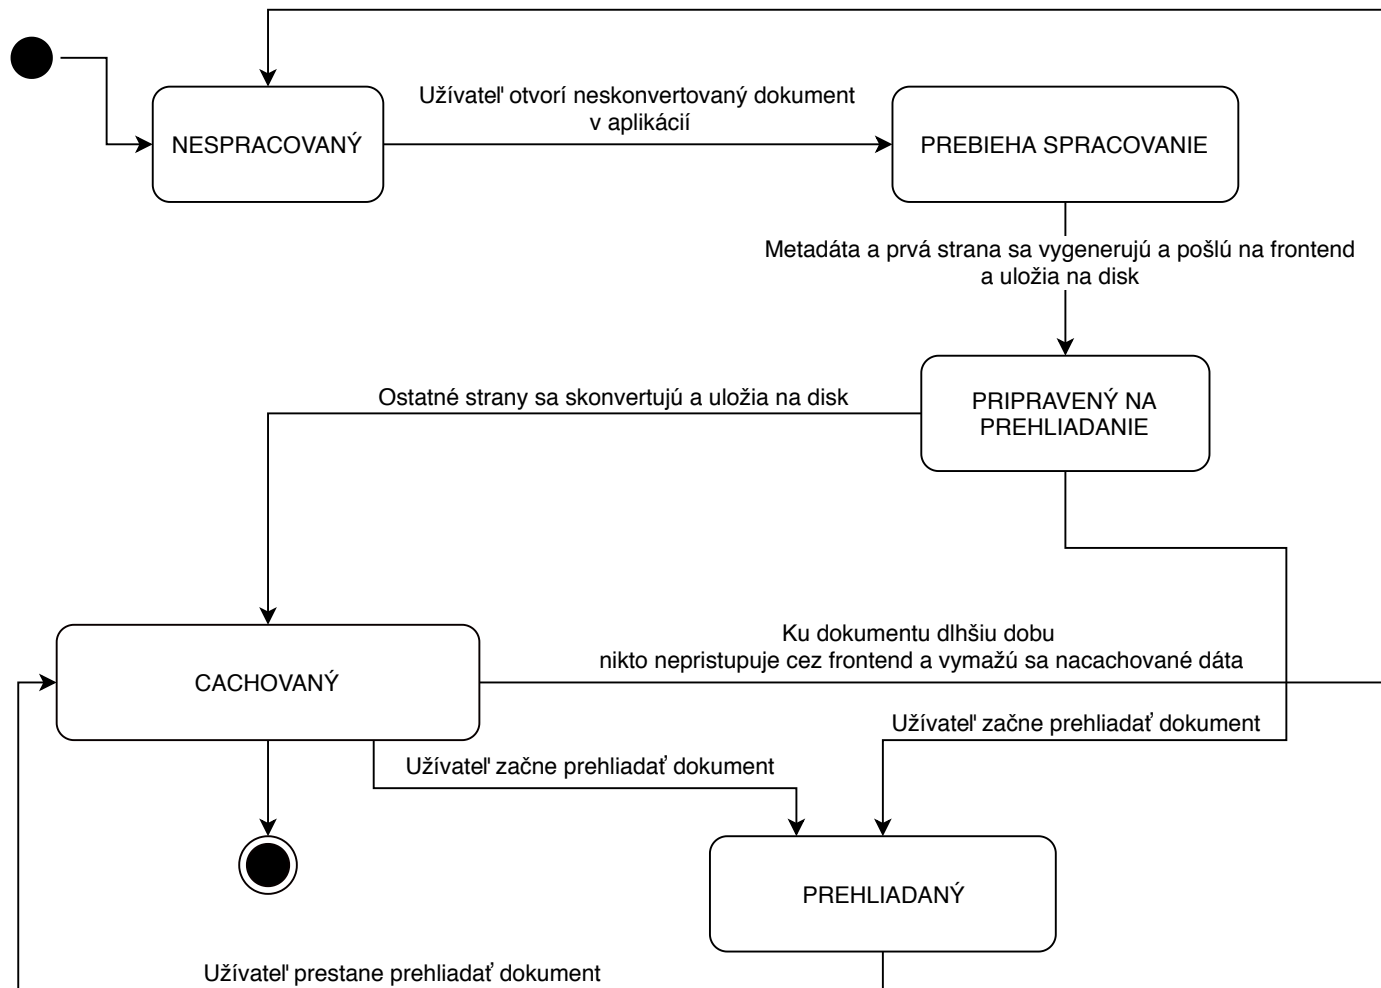 Užívateľ otvorí neskonvertovaný dokument
v aplikácií
NESPRACOVANÝ
PREBIEHA SPRACOVANIE
Metadáta a prvá strana sa vygenerujú a pošlú na frontend
a uložia na disk
Ostatné strany sa skonvertujú a uložia na disk
PRIPRAVENÝ NA
PREHLIADANIE
Ku dokumentu dlhšiu dobu
nikto nepristupuje cez frontend a vymažú sa nacachované dáta
CACHOVANÝ
Užívateľ začne prehliadať dokument
Užívateľ začne prehliadať dokument
PREHLIADANÝ
Užívateľ prestane prehliadať dokument